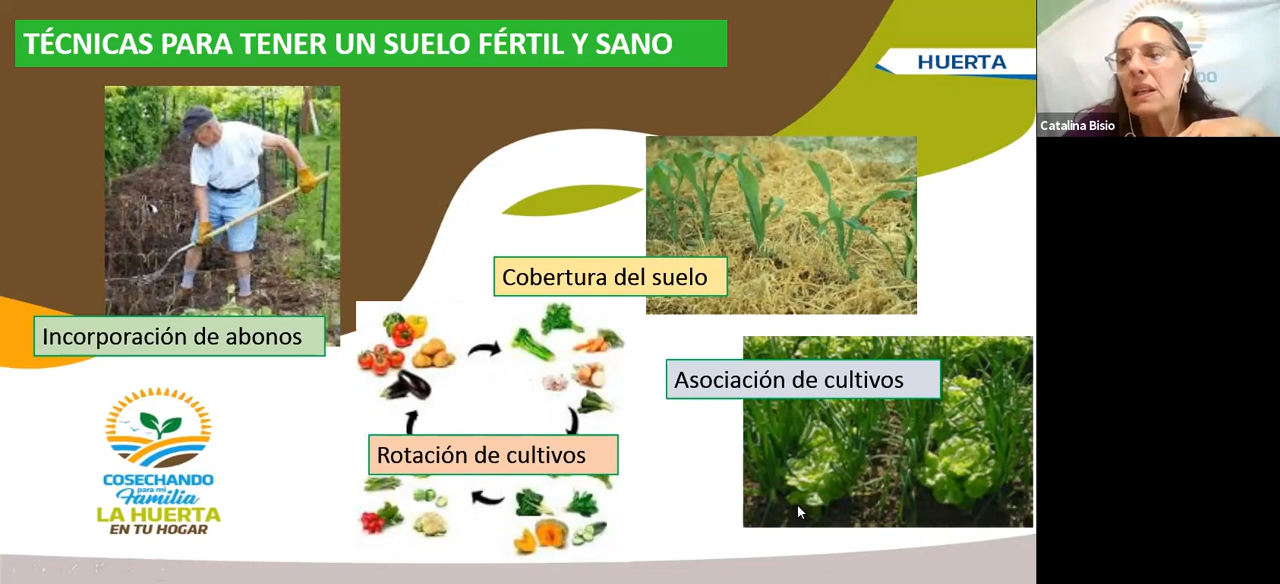 TÉCNICAS PARA TENER UN SUELO FÉRTIL Y SANO
HUERTA
Catalina Bisio
Cobertura del suelo
Incorporación de abonos
Asociación de cultivos
Rotación de cultivos
COSECHANDO
para mi
Familia
LA HUERTA
EN TU HOGAR